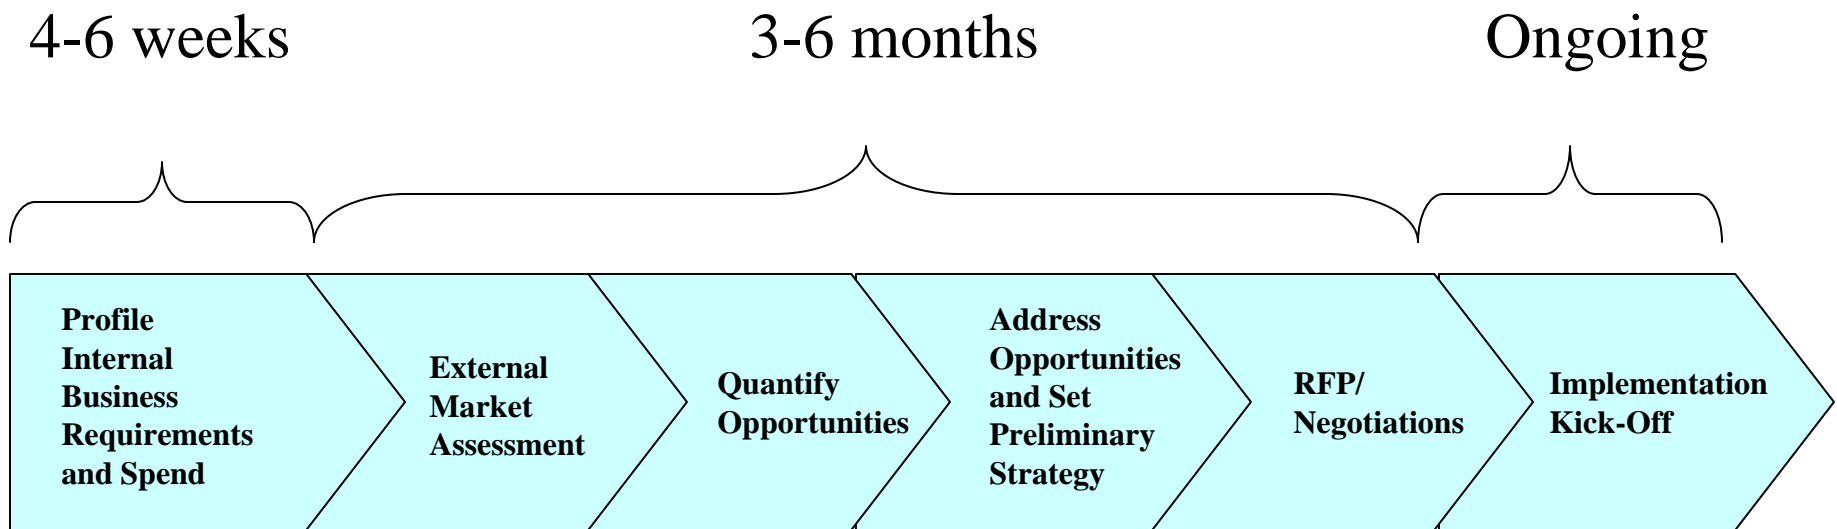 4-6 weeks
3-6 months
Ongoing
Profile
Internal
Business
Requirements
and Spend
External
Market
Assessment
Quantify
Opportunities
Address
Opportunities
and Set
Preliminary
Strategy
RFP/
Negotiations
Implementation
Kick-Off